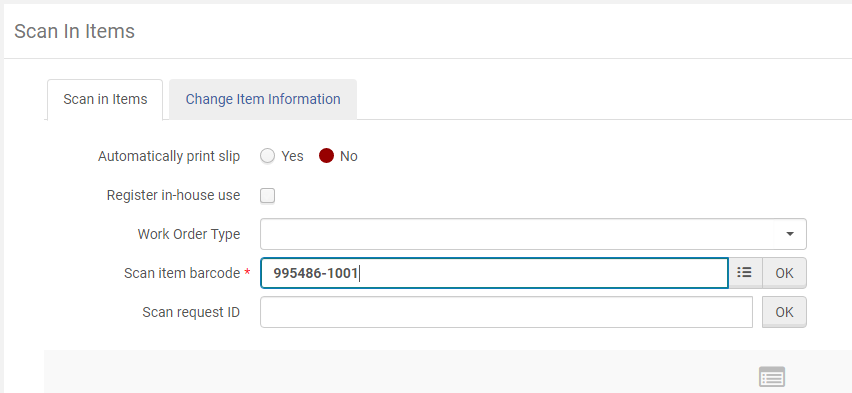 Scan In Items
Scan in Items Change Item Information
Automatically print slip Yes No
Register in-house use
Work Order Type
Scan item barcode * 995486-1001 OK
Scan request ID OK